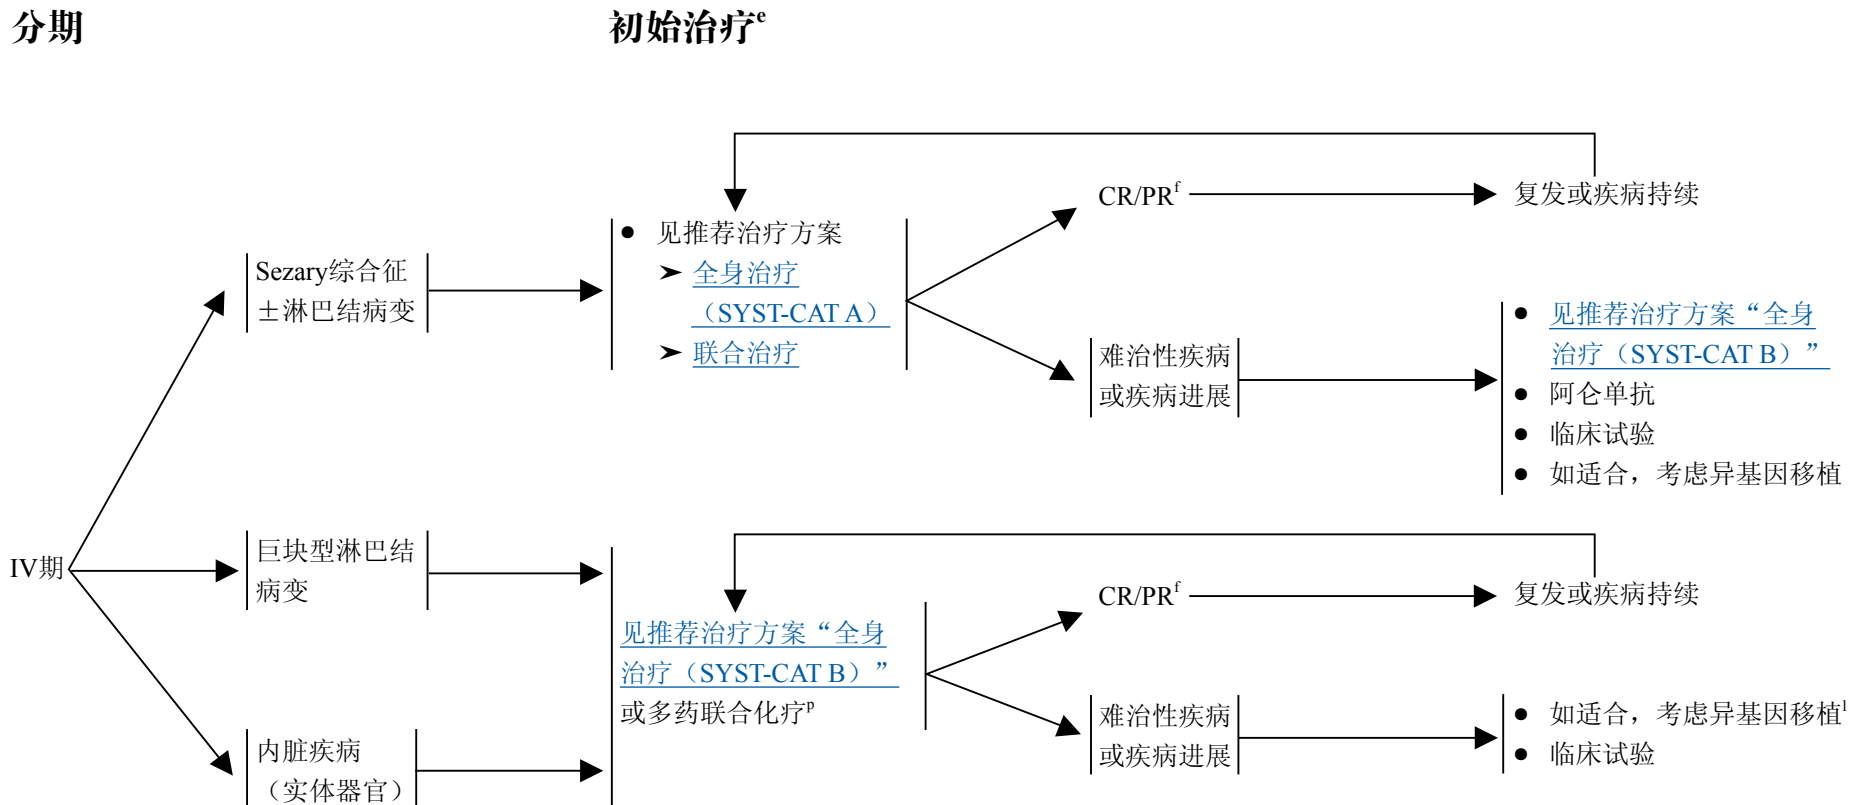 分期
初始治疗e
CR/PRf
复发或疾病持续
● 见推荐治疗方案
➤ 全身治疗
（SYST-CAT A）
➤ 联合治疗
Sezary综合征
±淋巴结病变
难治性疾病
或疾病进展
● 见推荐治疗方案“全身
治疗（SYST-CAT B）”
● 阿仑单抗
● 临床试验
● 如适合，考虑异基因移植
IV期
巨块型淋巴结
病变
CR/PRf
复发或疾病持续
见推荐治疗方案“全身
治疗（SYST-CAT B）”
或多药联合化疗p
难治性疾病
或疾病进展
● 如适合，考虑异基因移植l
● 临床试验
内脏疾病
（实体器官）